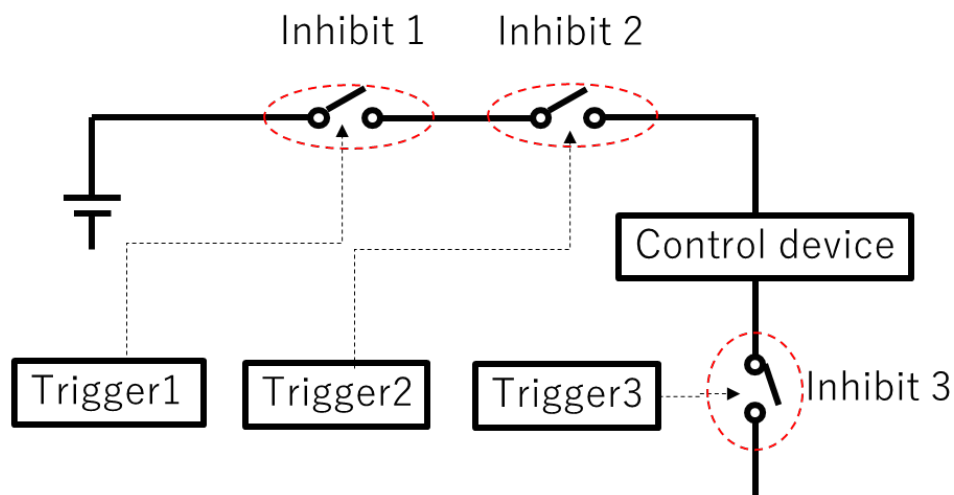 Inhibit 1
Inhibit 2
Control device
Trigger1
Trigger2
Trigger3
Inhibit 3